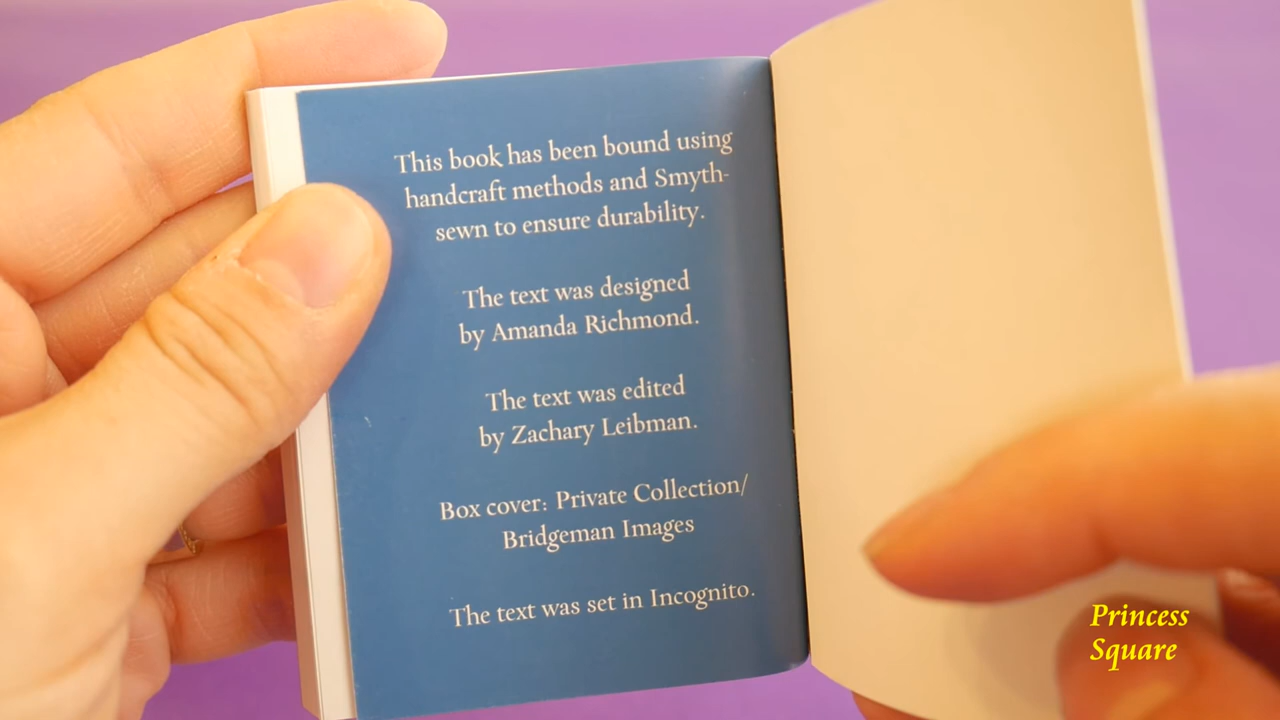 This book has been bound using
handcraft methods and Smyth-
sewn to ensure durability.
The text was designed
by Amanda Richmond.
The text was edited
by Zachary Leibman.
Box cover: Private Collection/
Bridgeman Images
The text was set in Incognito.
Princess
Square